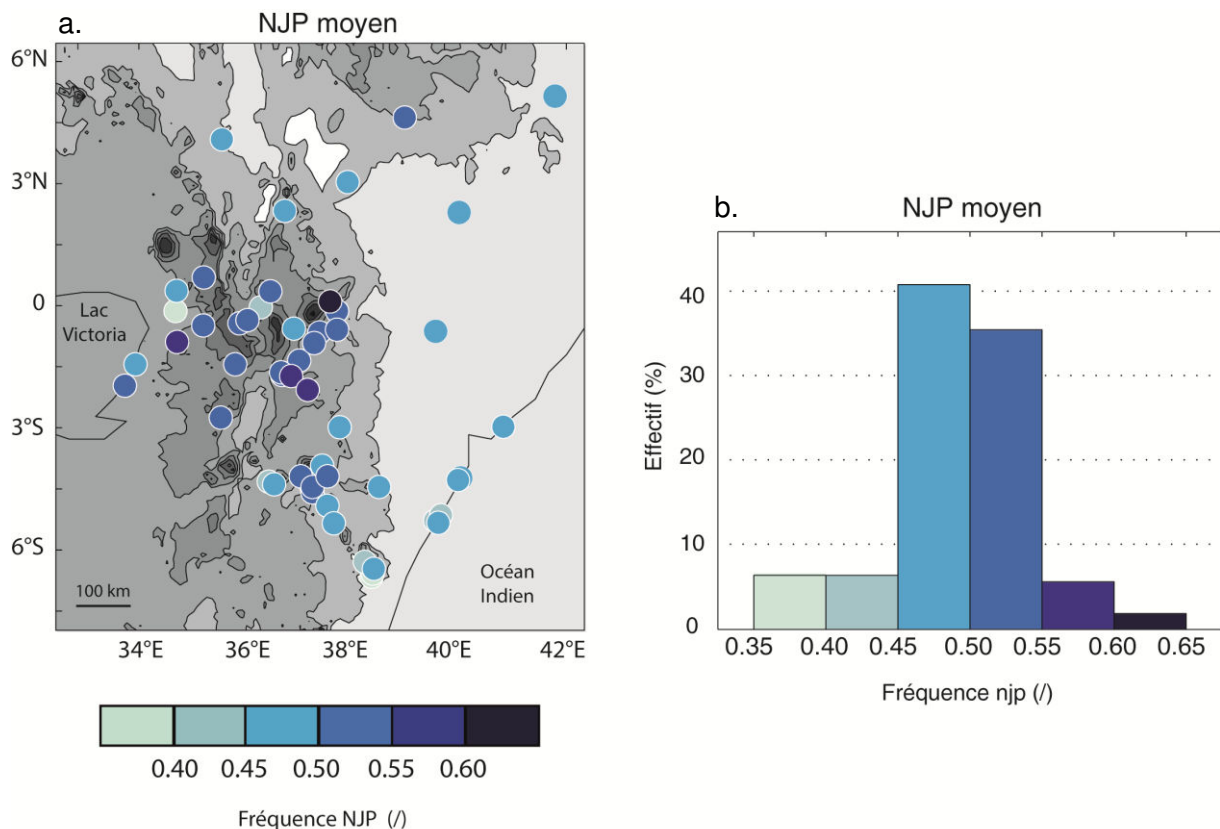 a.
NJP moyen
6°N
3°N
0
3°S
6°S
Lac
Victoria
Océan
Indien
100 km
34°E 36°E 38°E 40°E 42°E
0.40 0.45 0.50 0.55 0.60
Fréquence NJP (/)
b.
NJP moyen
Effectif (%)
40
30
20
10
0
0.35 0.40 0.45 0.50 0.55 0.60 0.65
Fréquence njp (/)